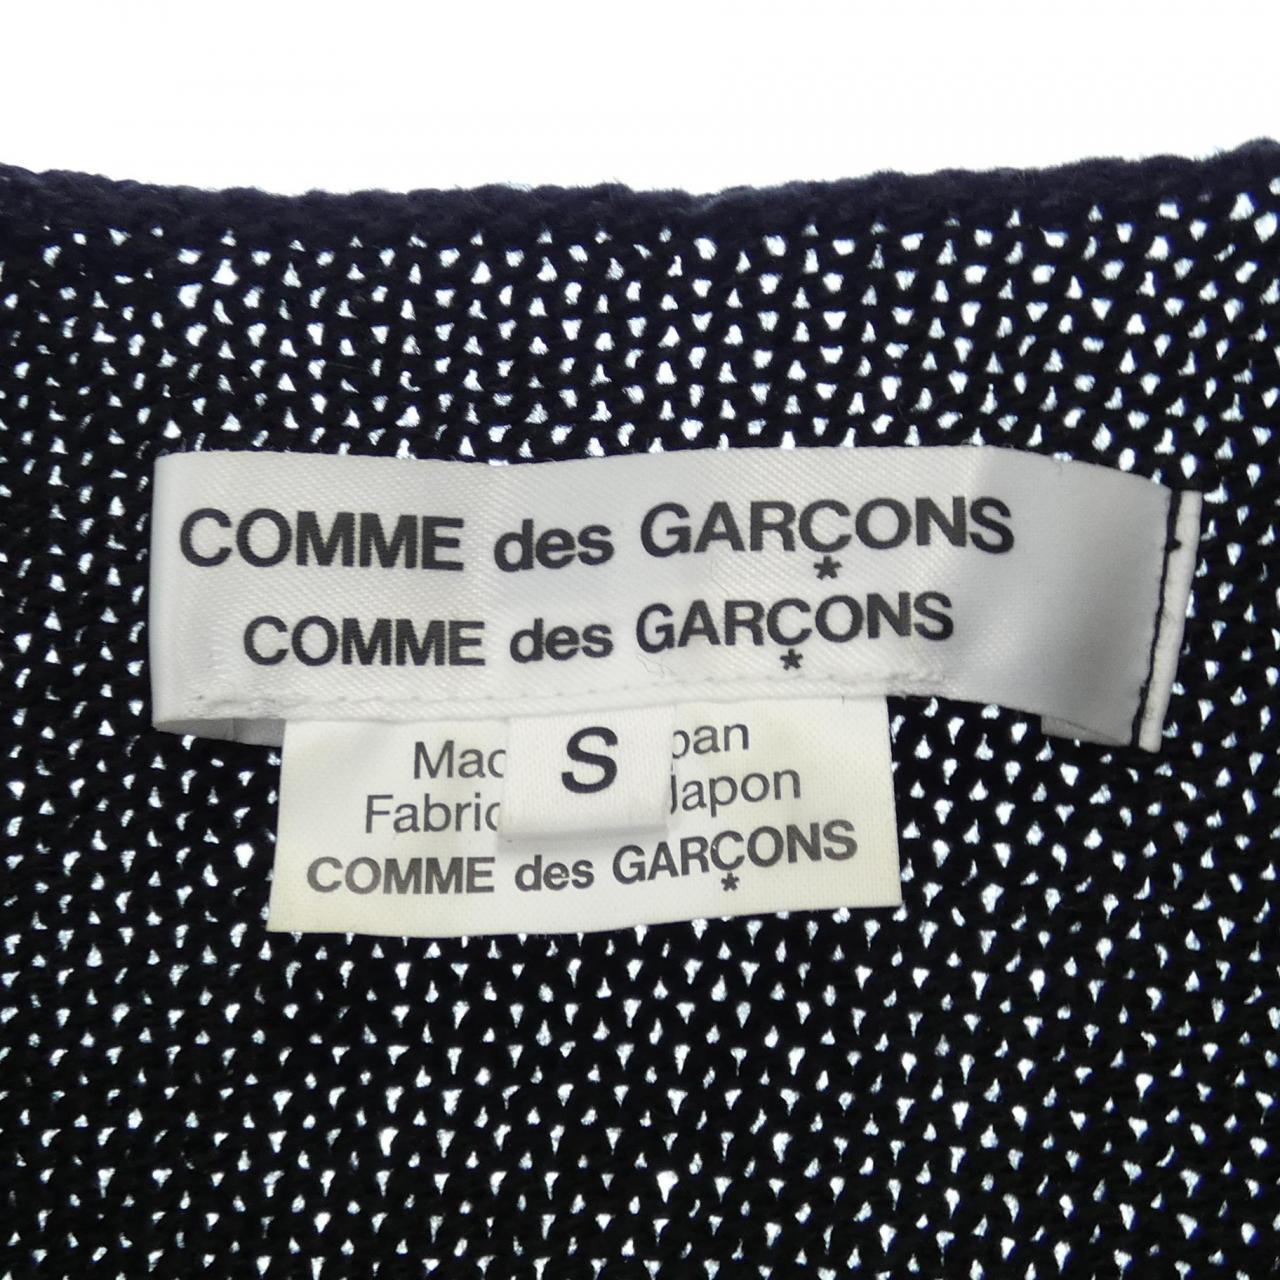 COMME des GARÇONS
COMME des GARÇONS
S
Mac pan
Fabric Japon
COMME des GARÇONS